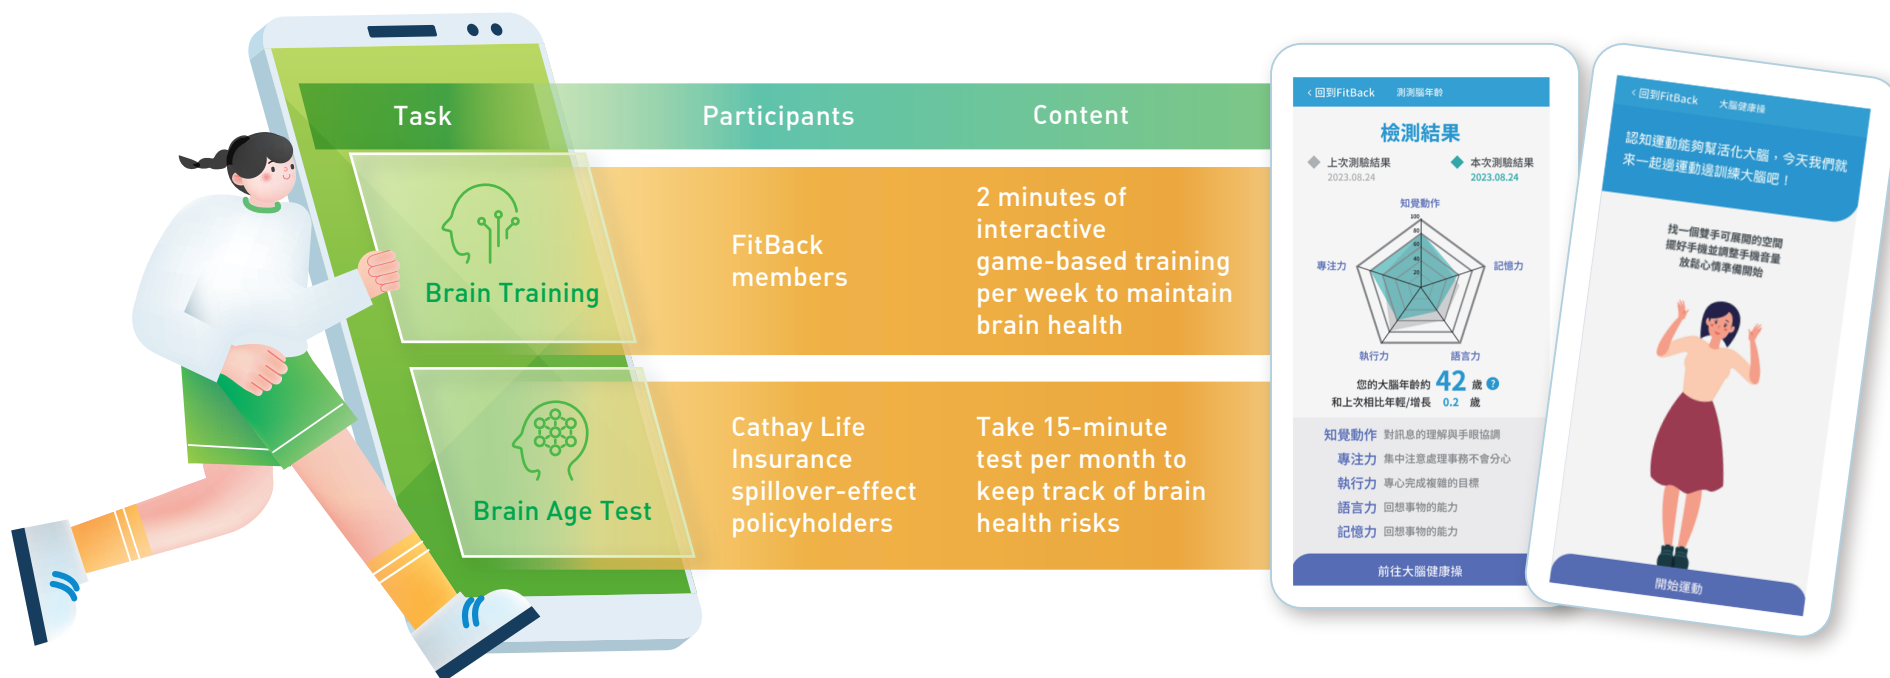 Task
Participants
Content
Brain Training
FitBack
members
2 minutes of
interactive
game-based training
per week to maintain
brain health
Brain Age Test
Cathay Life
Insurance
spillover-effect
policyholders
Take 15-minute
test per month to
keep track of brain
health risks
‹ 回到FitBack 測測腦年齡
檢測結果
上次測驗結果
2023.08.24
本次測驗結果
2023.08.24
知覺動作
100
80
60
40
20
專注力
記憶力
執行力
語言力
您的大腦年齡約 42 歲 ?
和上次相比年輕/增長 0.2 歲
知覺動作 對訊息的理解與手眼協調
專注力 集中注意處理事務不會分心
執行力 專心完成複雜的目標
語言力 回想事物的能力
記憶力 回想事物的能力
前往大腦健康操
‹ 回到FitBack 大腦健康操
認知運動能夠幫活化大腦，今天我們就
來一起邊運動邊訓練大腦吧！
找一個雙手可展開的空間
擺好手機並調整手機音量
放鬆心情準備開始
開始運動